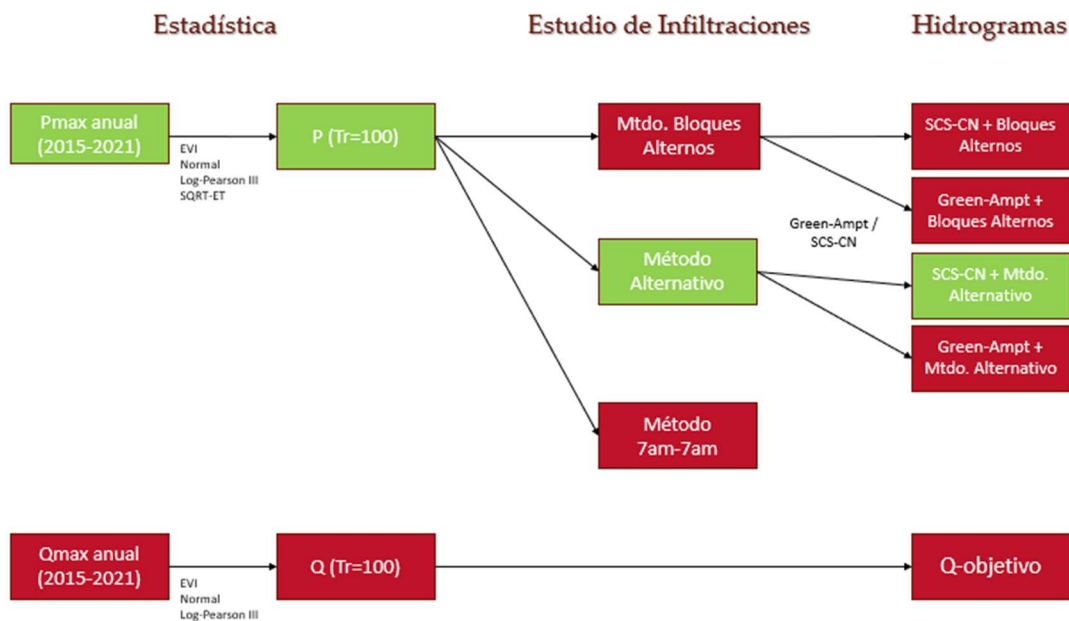 Estadística
Estudio de Infiltraciones
Hidrogramas
Pmax anual
(2015-2021)
EVI
Normal
Log-Pearson III
SQRT-ET
P (Tr=100)
Mtdo. Bloques
Alternos
SCS-CN + Bloques
Alternos
Green-Ampt +
Bloques Alternos
Green-Ampt /
SCS-CN
Método
Alternativo
SCS-CN + Mtdo.
Alternativo
Green-Ampt +
Mtdo. Alternativo
Método
7am-7am
Qmax anual
(2015-2021)
EVI
Normal
Log-Pearson III
Q (Tr=100)
Q-objetivo